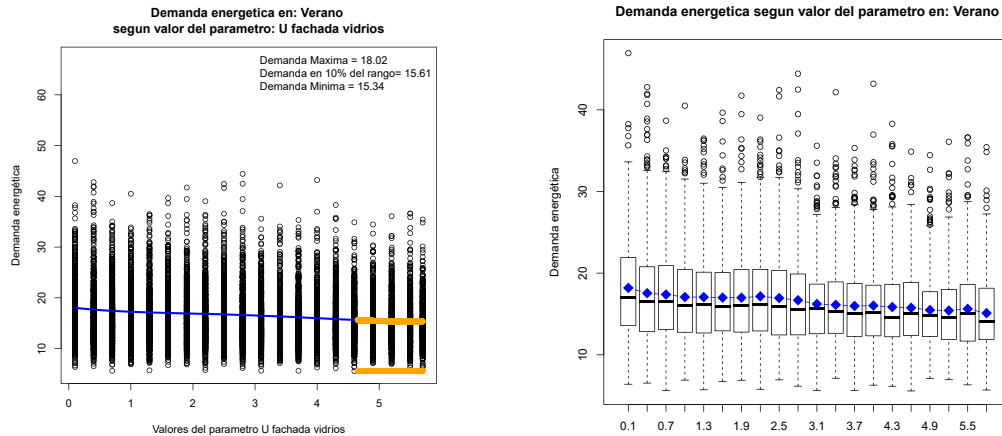 Demanda energetica en: Verano
segun valor del parametro: U fachada vidrios
Demanda Maxima = 18.02
Demanda en 10% del rango= 15.61
Demanda Minima = 15.34
60
50
40
30
20
10
Demanda energética
0 1 2 3 4 5
Valores del parametro U fachada vidrios
Demanda energetica segun valor del parametro en: Verano
40
30
20
10
Demanda energética
0.1 0.7 1.3 1.9 2.5 3.1 3.7 4.3 4.9 5.5